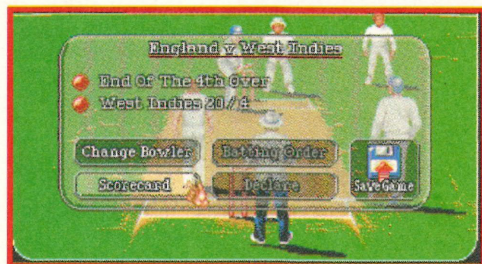 England v West Indies
End Of The 4th Over
West Indies 20/4
Change Bowler Batting Order
Scorecard Declare SaveGame